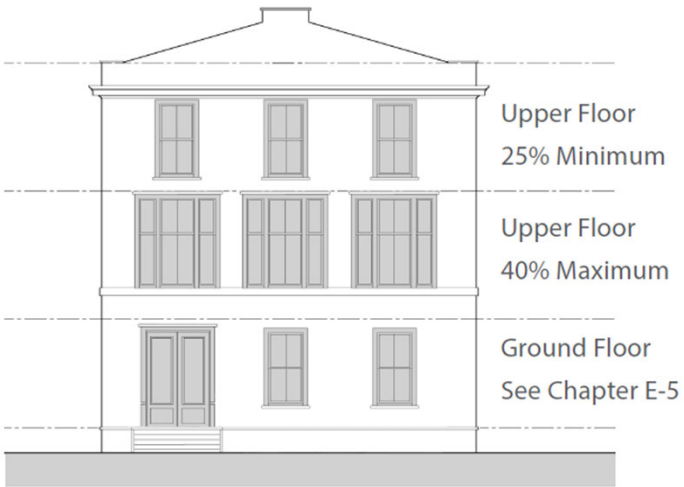 Upper Floor
25% Minimum
Upper Floor
40% Maximum
Ground Floor
See Chapter E-5